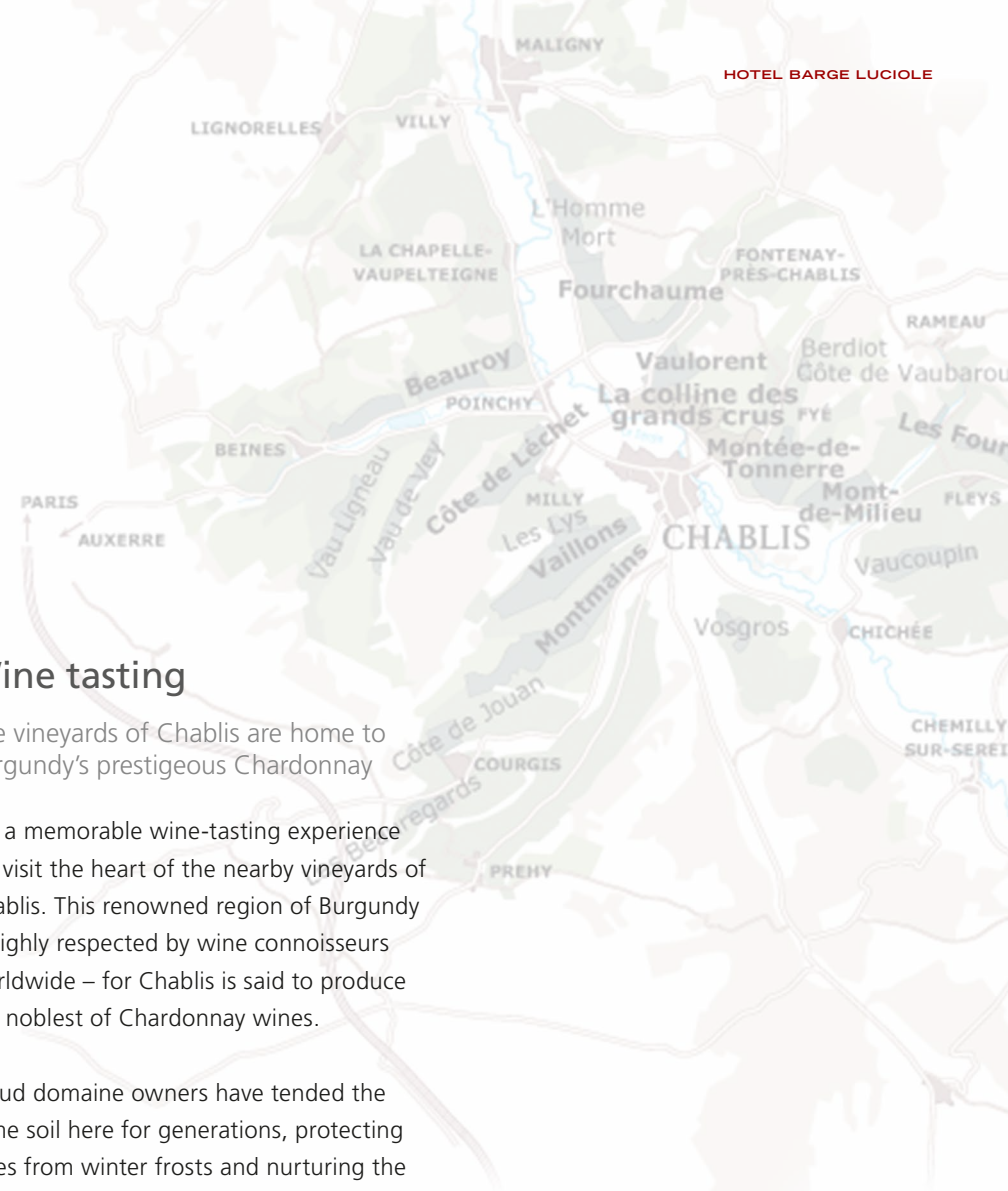 HOTEL BARGE LUCIOLE
MALIGNY
LIGNORELLES
VILLY
L'Homme
Mort
LA CHAPELLE-
VAUPELTEIGNE
FONTENAY-
PRÈS-CHABLIS
Fourchaume
RAMEAU
Berdiot
Vaulorent
Côte de Vaubarou
Beauroy
La colline des
grands crus
FYÉ
POINCHY
Les Four
Côte de Léchet
BEINES
Montée-de-
Tonnerre
Vau Ligneau
Vau de Vey
MILLY
Mont-
de-Milieu
FLEYS
PARIS
AUXERRE
Les Lys
Vaillons
CHABLIS
Vaucoupin
Montmains
Vosgros
CHICHÉE
Côte de Jouan
CHEMILLY
SUR-SEREI
COURGIS
Beauregards
PREHY
ine tasting
e vineyards of Chablis are home to
rgundy's prestigeous Chardonnay
a memorable wine-tasting experience
visit the heart of the nearby vineyards of
ablis. This renowned region of Burgundy
ighly respected by wine connoisseurs
rldwide – for Chablis is said to produce
noblest of Chardonnay wines.
ud domaine owners have tended the
ne soil here for generations, protecting
es from winter frosts and nurturing the